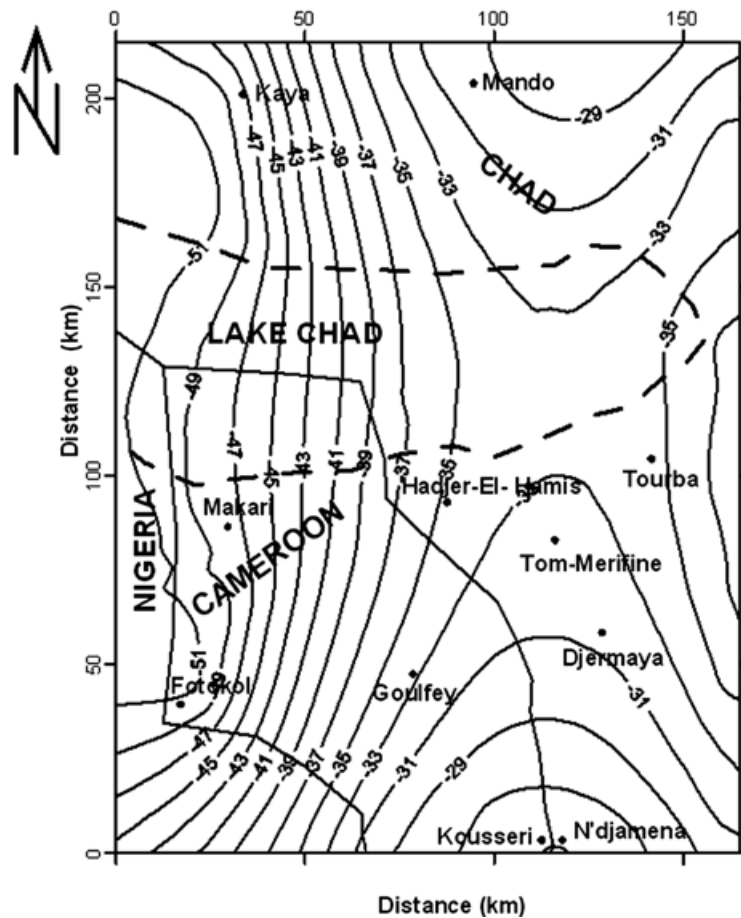 0 50 100 150
N
Mando
Kaya
200
-29
-47 -45 -43 -41 -39 -37 -35 -33 -31
CHAD
-33
-51
150
LAKE CHAD
-35
Distance (km)
-49
-47 -45 -43 -41 -39 -37 -35
100
Tourba
Hadjer-El- Hamis
Makari
NIGERIA
CAMEROON
Tom-Merifine
50
-51
Djermaya
Fotokol
-49
Goulfey
-31
-47 -45 -43 -41 -39 -37 -35 -33 -31 -29
Kousseri
N'djamena
0
Distance (km)